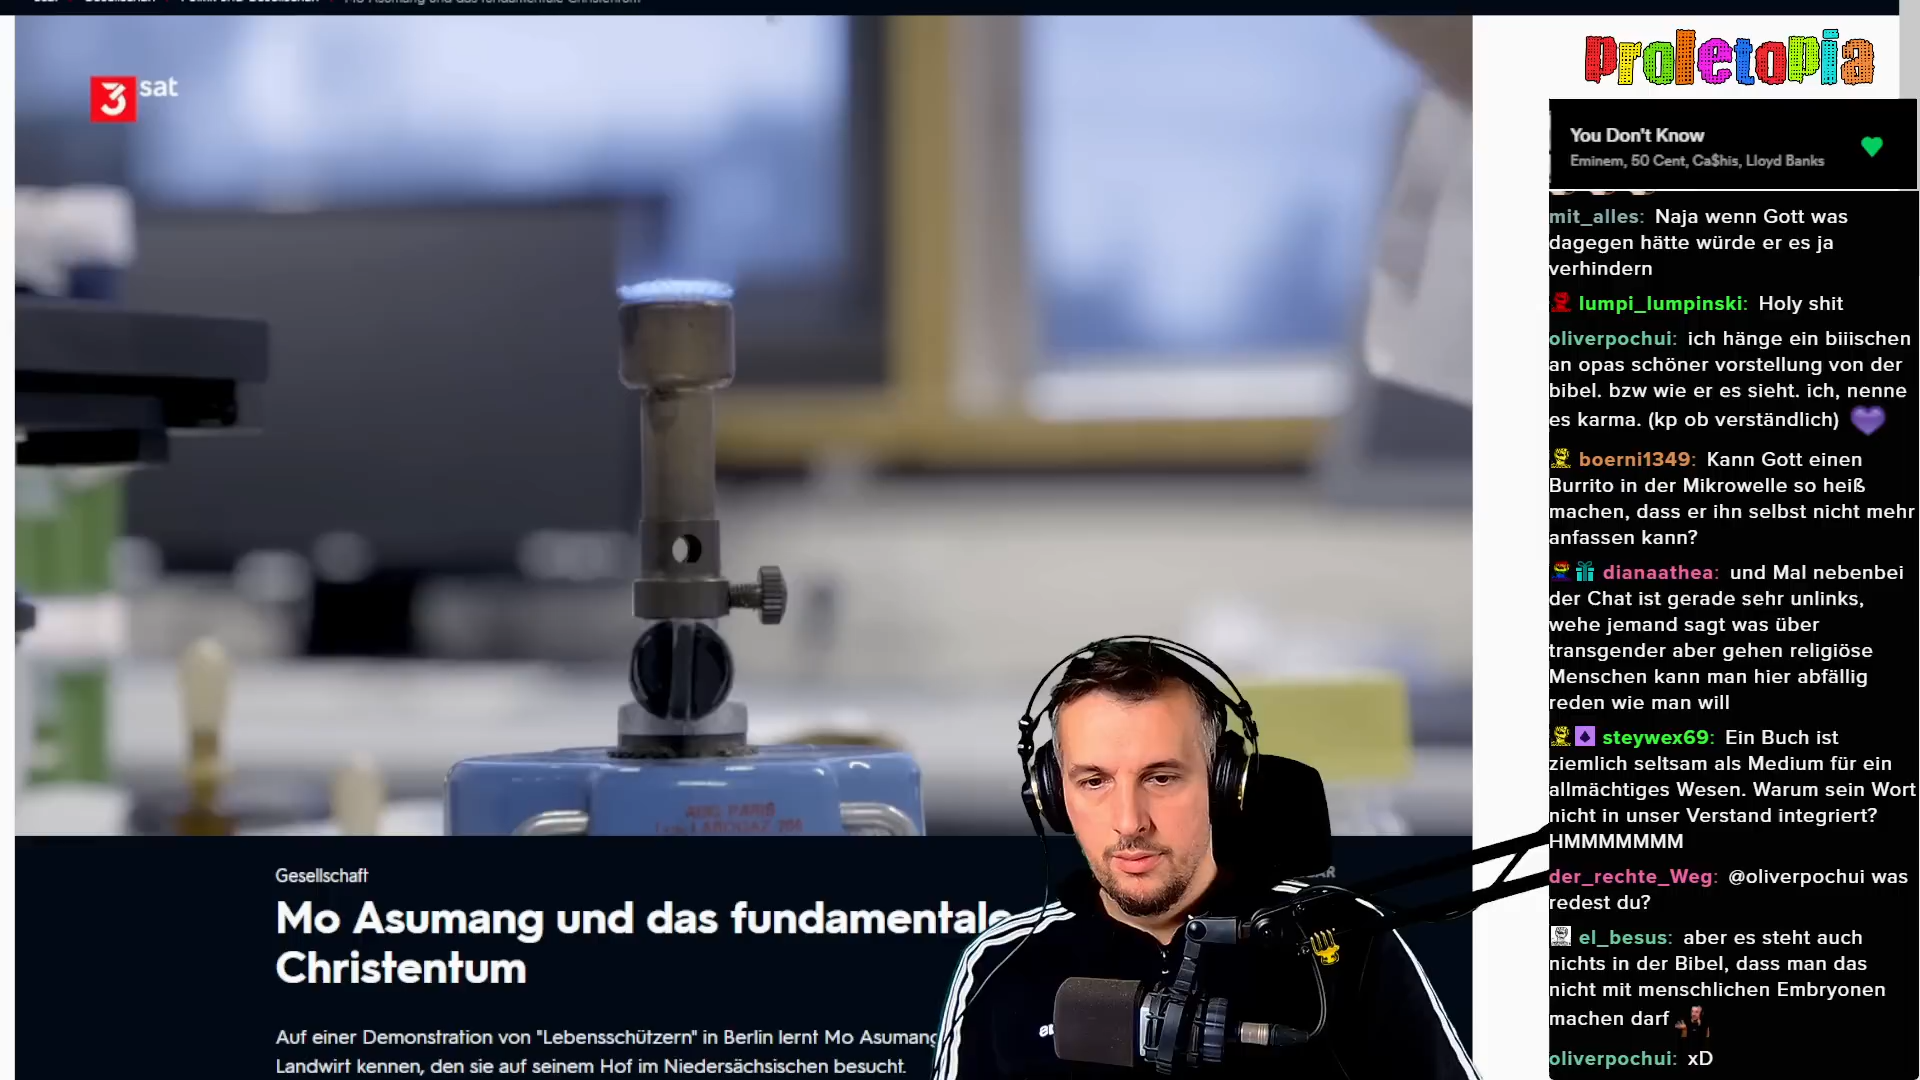 Mo Asumang und das fundamentale Christentum
3sat
Proletopia
You Don't Know
Eminem, 50 Cent, Ca$his, Lloyd Banks
mit_alles: Naja wenn Gott was
dagegen hätte würde er es ja
verhindern
lumpi_lumpinski: Holy shit
oliverpochui: ich hänge ein biiischen
an opas schöner vorstellung von der
bibel. bzw wie er es sieht. ich, nenne
es karma. (kp ob verständlich)
boerni1349: Kann Gott einen
Burrito in der Mikrowelle so heiß
machen, dass er ihn selbst nicht mehr
anfassen kann?
dianaathea: und Mal nebenbei
der Chat ist gerade sehr unlinks,
wehe jemand sagt was über
transgender aber gehen religiöse
Menschen kann man hier abfällig
reden wie man will
steywex69: Ein Buch ist
ziemlich seltsam als Medium für ein
allmächtiges Wesen. Warum sein Wort
nicht in unser Verstand integriert?
HMMMMMMM
der_rechte_Weg: @oliverpochui was
redest du?
el_besus: aber es steht auch
nichts in der Bibel, dass man das
nicht mit menschlichen Embryonen
machen darf
oliverpochui: xD
Gesellschaft
Mo Asumang und das fundamentale
Christentum
Auf einer Demonstration von "Lebensschützern" in Berlin lernt Mo Asumang
Landwirt kennen, den sie auf seinem Hof im Niedersächsischen besucht.